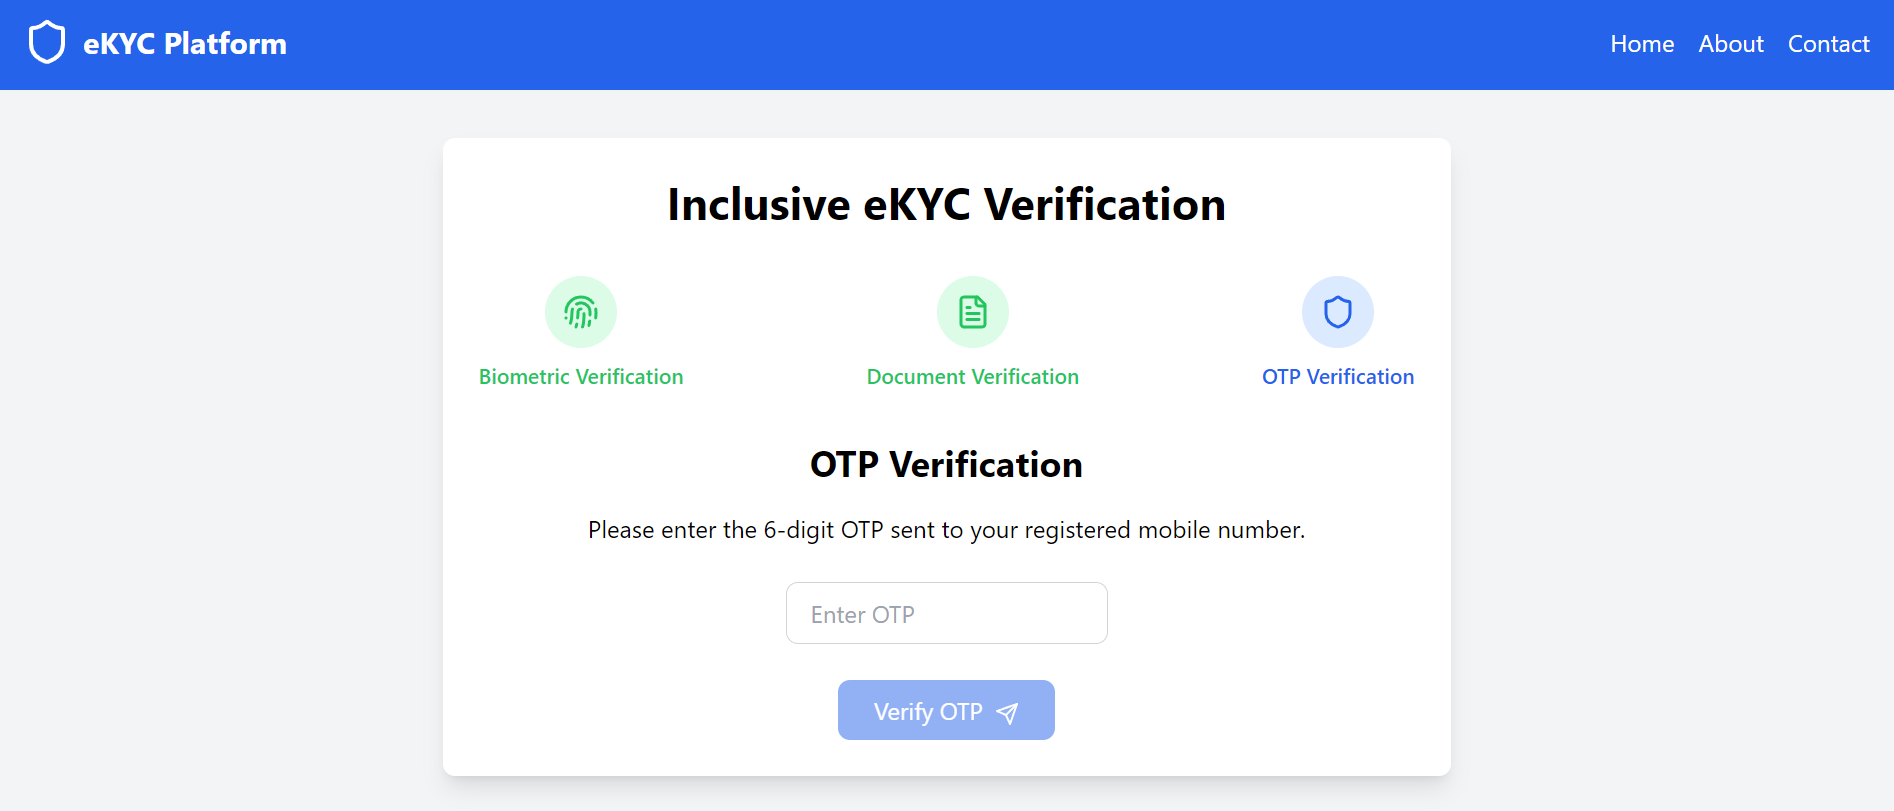 eKYC Platform
Home About Contact
Inclusive eKYC Verification
Biometric Verification
Document Verification
OTP Verification
OTP Verification
Please enter the 6-digit OTP sent to your registered mobile number.
Enter OTP
Verify OTP